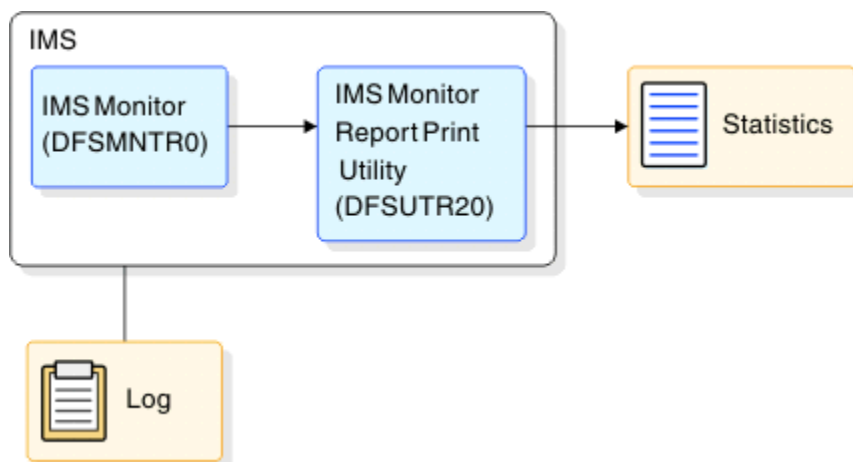 IMS
IMS Monitor
(DFSMNTR0)
IMS Monitor
Report Print
Utility
(DFSUTR20)
Statistics
Log